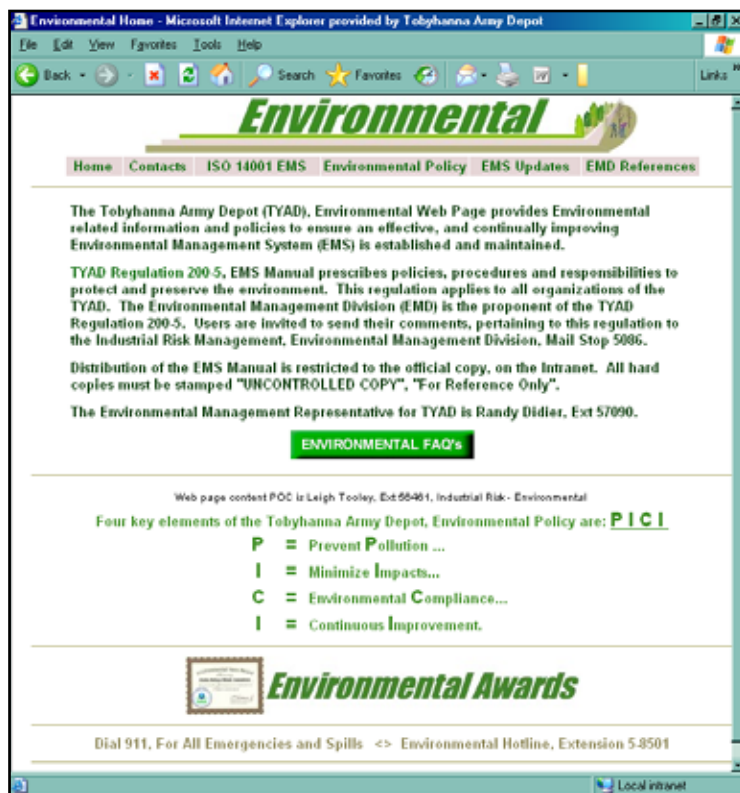 Environmental Home - Microsoft Internet Explorer provided by Tobyhanna Army Depot
File Edit View Favorites Tools Help
Back Search Favorites Links
Environmental
Home Contacts ISO 14001 EMS Environmental Policy EMS Updates EMD References
The Tobyhanna Army Depot (TYAD), Environmental Web Page provides Environmental
related information and policies to ensure an effective, and continually improving
Environmental Management System (EMS) is established and maintained.
TYAD Regulation 200-5, EMS Manual prescribes policies, procedures and responsibilities to
protect and preserve the environment. This regulation applies to all organizations of the
TYAD. The Environmental Management Division (EMD) is the proponent of the TYAD
Regulation 200-5. Users are invited to send their comments, pertaining to this regulation to
the Industrial Risk Management, Environmental Management Division, Mail Stop 5086.
Distribution of the EMS Manual is restricted to the official copy, on the Intranet. All hard
copies must be stamped "UNCONTROLLED COPY", "For Reference Only".
The Environmental Management Representative for TYAD is Randy Didier, Ext 57090.
ENVIRONMENTAL FAQ's
Web page content POC is Leigh Tooley, Ext 56461, Industrial Risk - Environmental
Four key elements of the Tobyhanna Army Depot, Environmental Policy are: P I C I
P = Prevent Pollution ...
I = Minimize Impacts...
C = Environmental Compliance...
I = Continuous Improvement.
Environmental Awards
Dial 911, For All Emergencies and Spills <> Environmental Hotline, Extension 5-8501
Local intranet